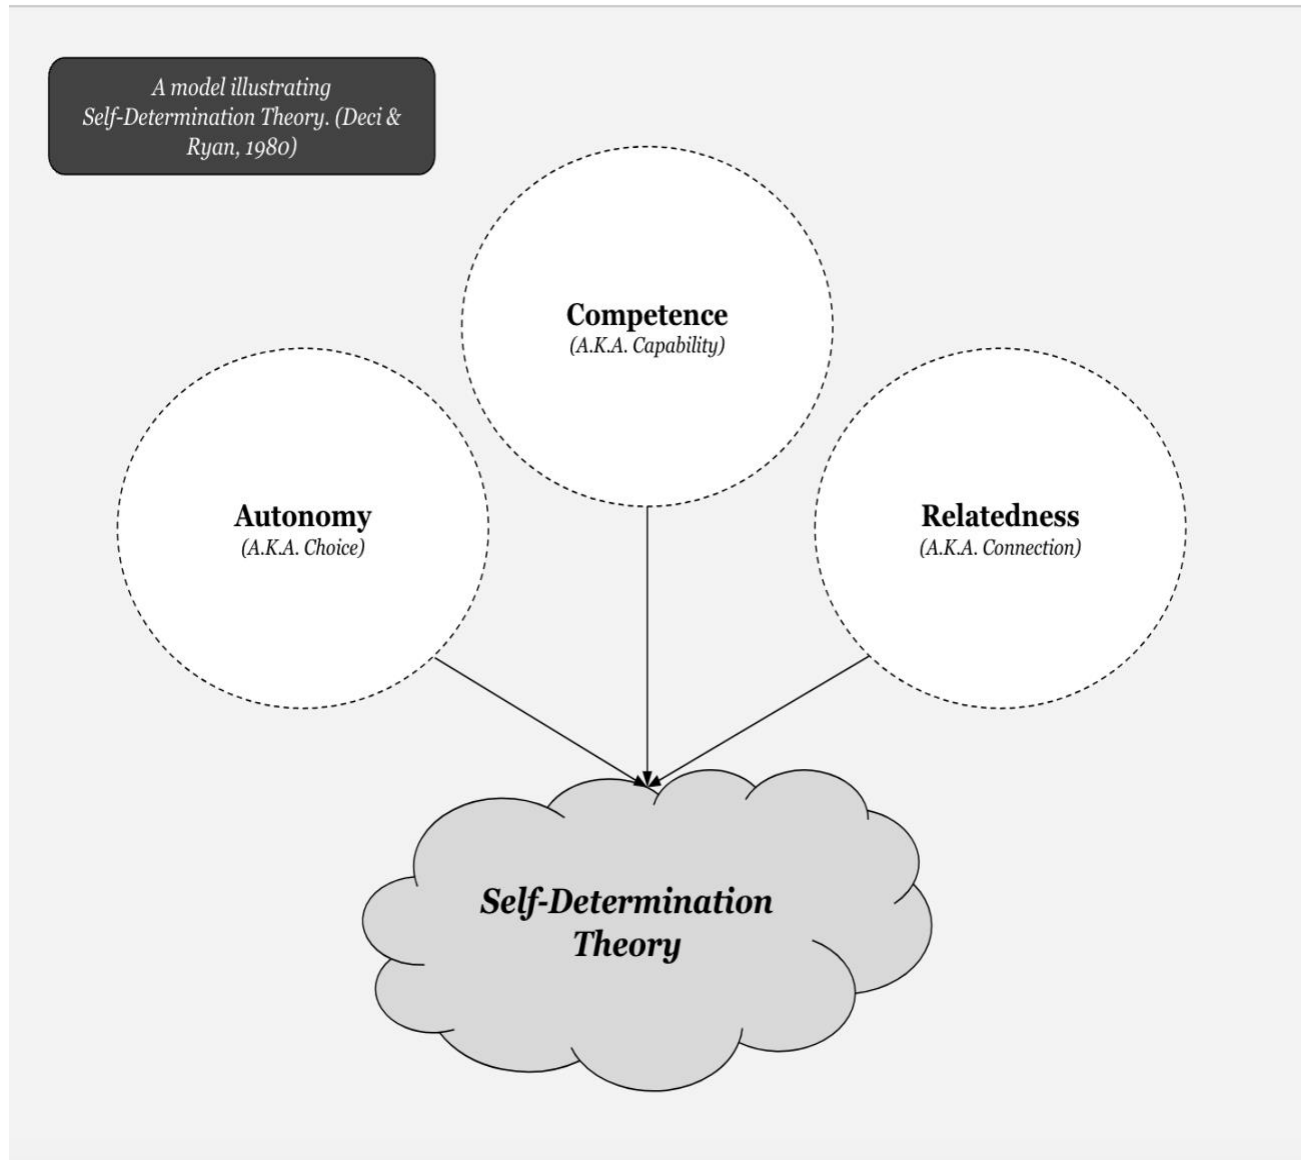 A model illustrating
Self-Determination Theory. (Deci &
Ryan, 1980)
Competence
(A.K.A. Capability)
Autonomy
(A.K.A. Choice)
Relatedness
(A.K.A. Connection)
Self-Determination
Theory